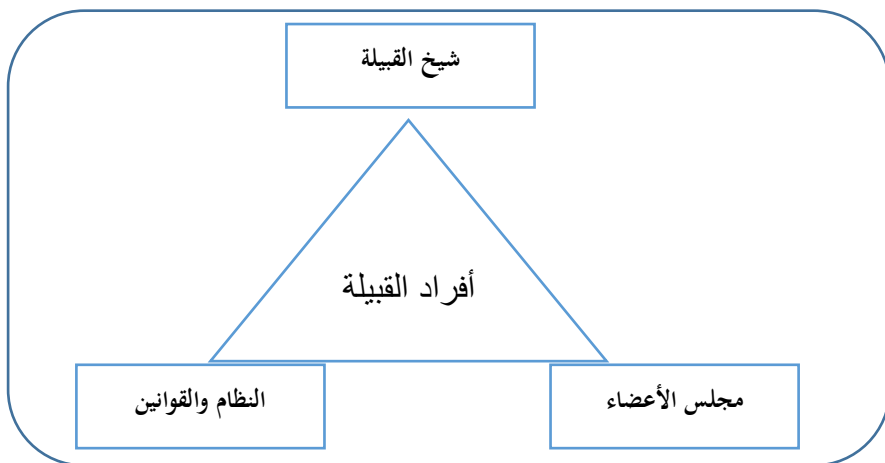 شيخ القبيلة
أفراد القبيلة
مجلس الأعضاء
النظام والقوانين